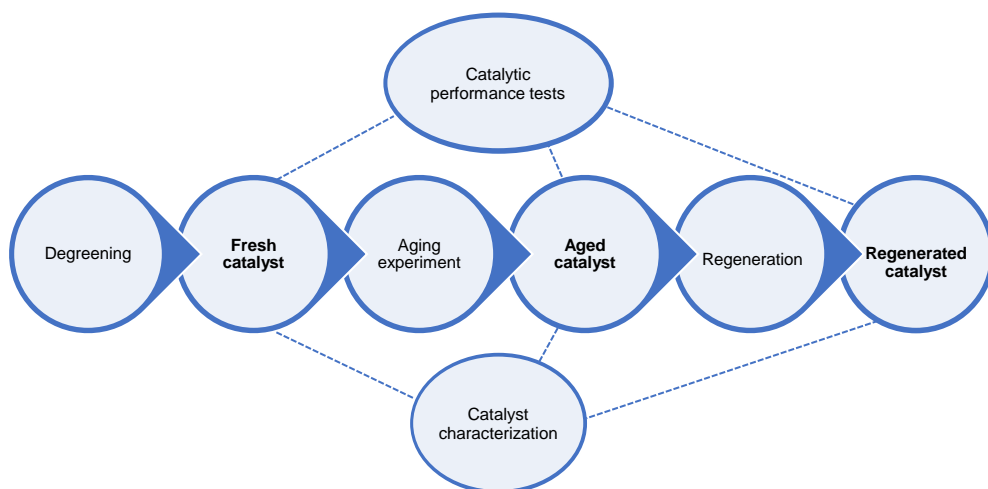 Catalytic
performance tests
Degreening
Fresh
catalyst
Aging
experiment
Aged
catalyst
Regeneration
Regenerated
catalyst
Catalyst
characterization